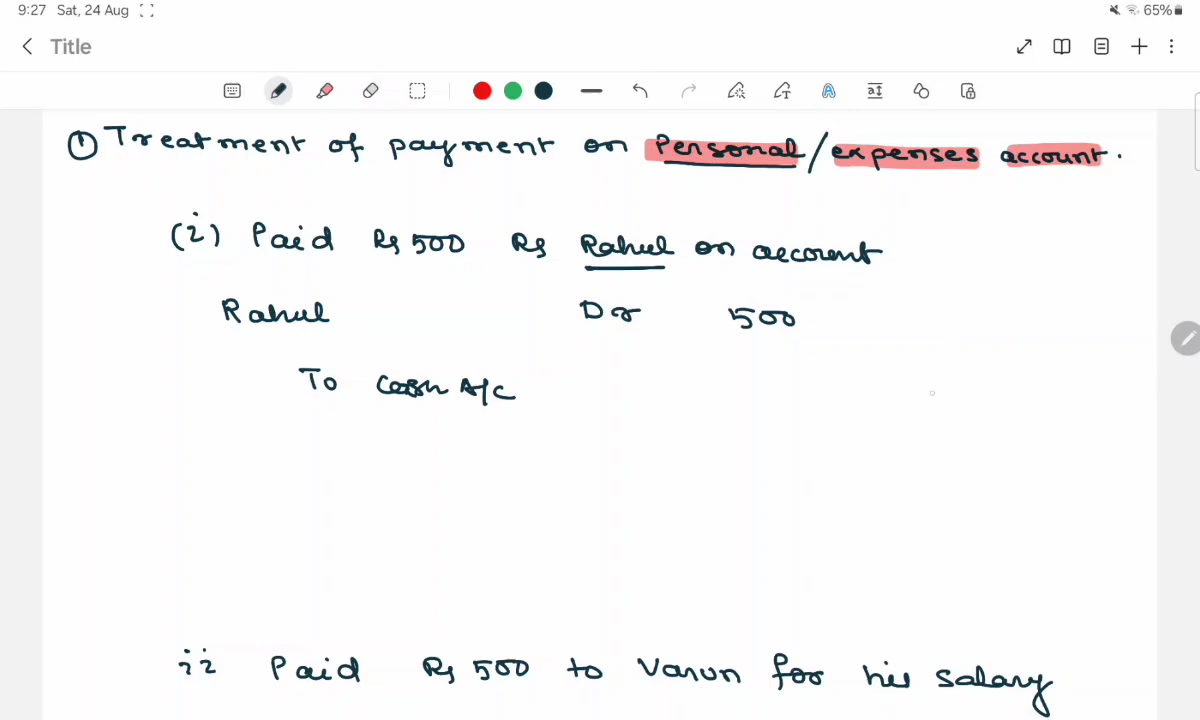 9:27 Sat, 24 Aug 65%
Title
① Treatment of payment on Personal/expenses account.
(i) Paid Rs 500 Rs Rahul on account
Rahul Dr 500
To Cash A/C
ii Paid Rs 500 to Varun for his salary